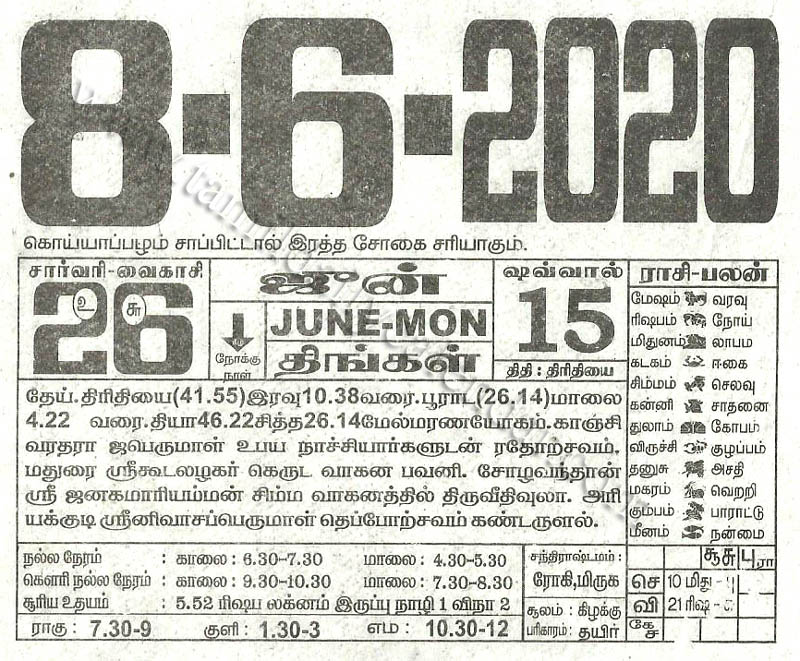 8-6-2020
கொய்யாப்பழம் சாப்பிட்டால் இரத்த சோகை சரியாகும்.
சார்வரி-வைகாசி
26
நோக்கு
நாள்
ஜுன்
JUNE-MON
திங்கள்
ஷவ்வால்
15
திதி : திரிதியை
ராசி-பலன்
மேஷம் வரவு
ரிஷபம் நோய்
மிதுனம் லாபம
கடகம் ஈகை
சிம்மம் செலவு
கன்னி சாதனை
துலாம் கோபம்
விருச்சி குழப்பம்
தனுசு அசதி
மகரம் வெற்றி
கும்பம் பாராட்டு
மீனம் நன்மை
தேய்.திரிதியை(41.55)இரவு10.38வரை.பூராட(26.14)மாலை
4.22 வரை.தியா46.22சித்த26.14மேல்மரணயோகம்.காஞ்சி
வரதரா ஜபெருமாள் உபய நாச்சியார்களுடன் ரதோற்சவம்.
மதுரை ஸ்ரீகூடலழகர் கெருட வாகன பவனி. சோழவந்தான்
ஸ்ரீ ஜனகமாரியம்மன் சிம்ம வாகனத்தில் திருவீதிவுலா. அரி
யக்குடி ஸ்ரீனிவாசப்பெருமாள் தெப்போற்சவம் கண்டருளல்.
நல்ல நேரம் : காலை: 6.30-7.30 மாலை: 4.30-5.30
கௌரி நல்ல நேரம் : காலை: 9.30-10.30 மாலை: 7.30-8.30
சூரிய உதயம் : 5.52 ரிஷப லக்னம் இருப்பு நாழி 1 விநா 2
ராகு: 7.30-9 குளி: 1.30-3 எம: 10.30-12
சந்திராஷ்டமம் :
ரோகி,மிருக
சூலம் : கிழக்கு
பரிகாரம்: தயிர்
செ 10 மிது
வி 21 ரிஷ
கே